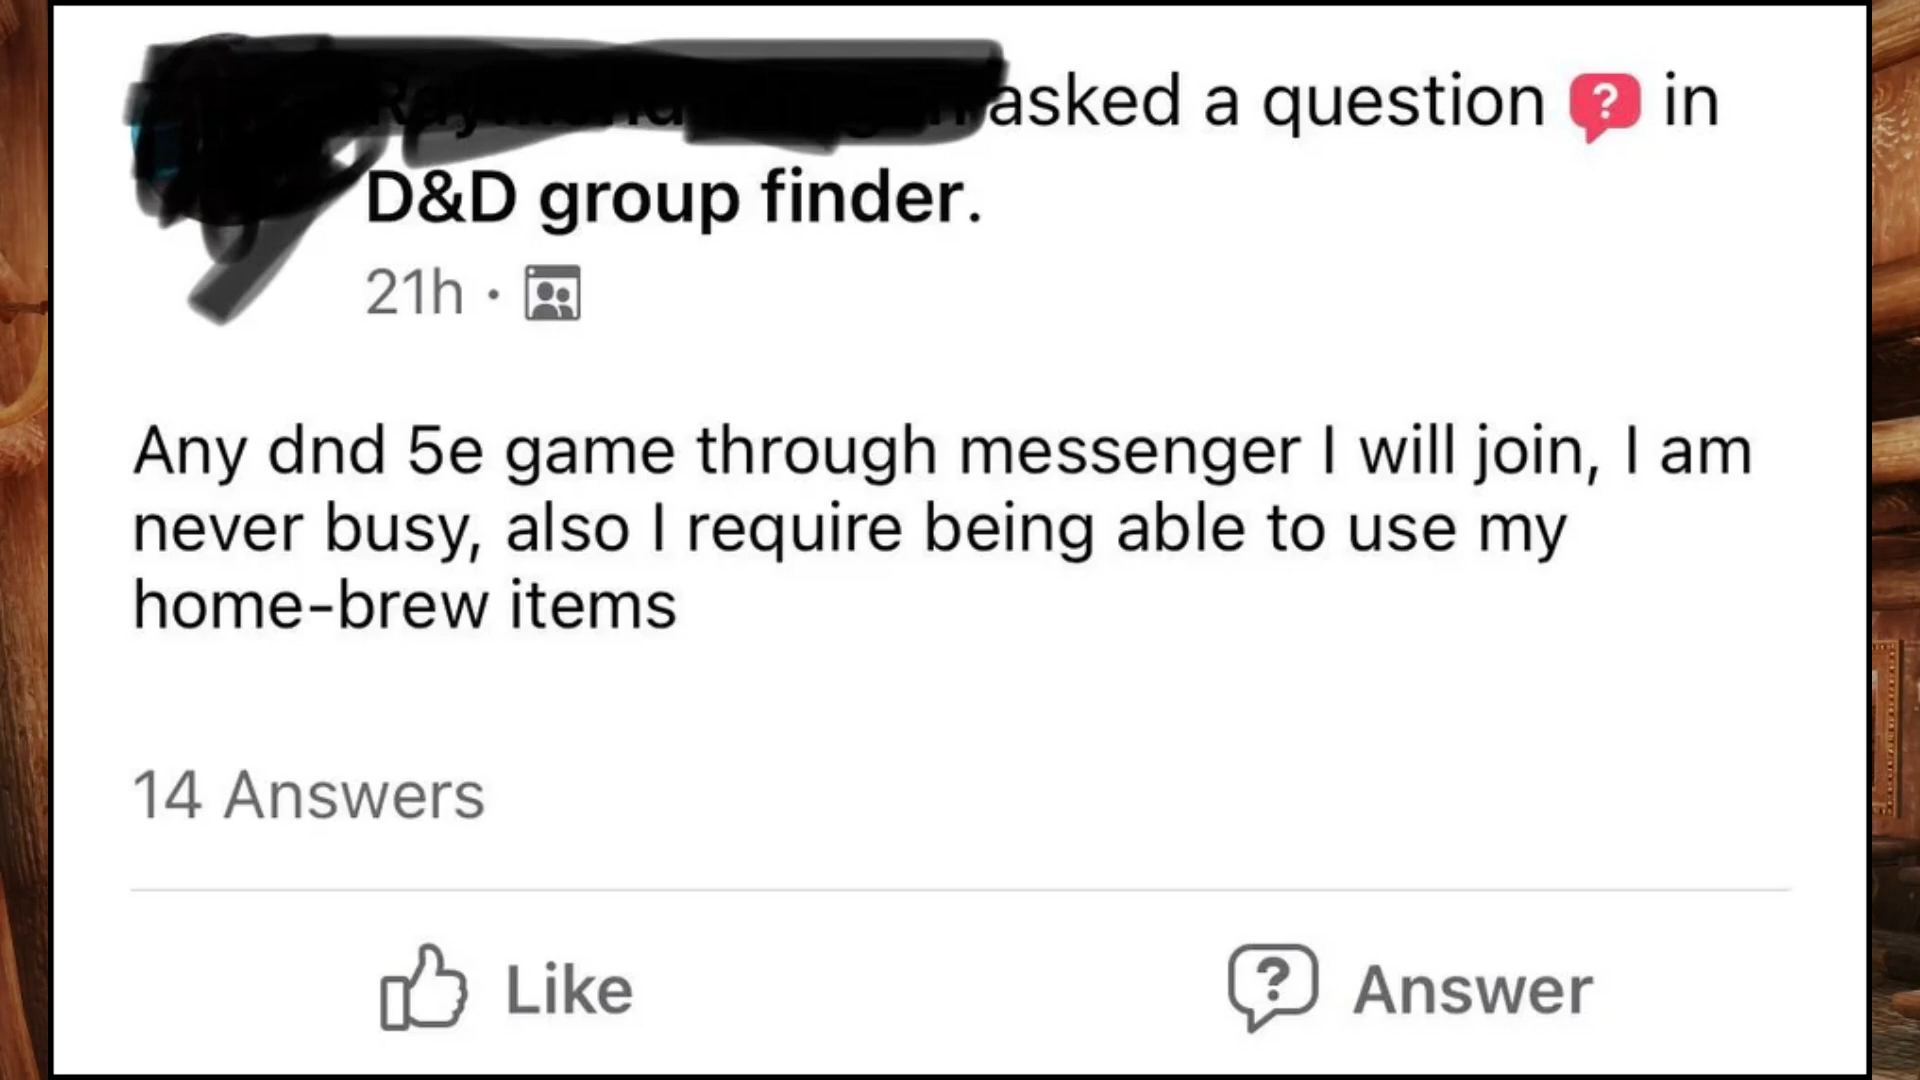 asked a question ? in
D&D group finder.
21h ·
Any dnd 5e game through messenger I will join, I am
never busy, also I require being able to use my
home-brew items
14 Answers
Like
? Answer